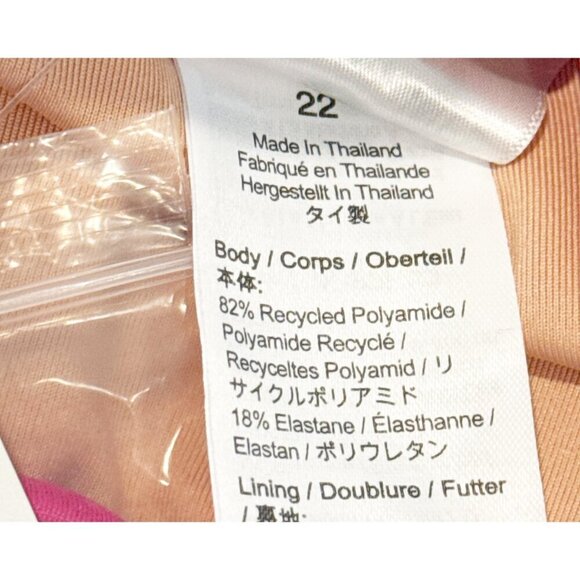 22
Made In Thailand
Fabriqué en Thaïlande
Hergestellt In Thailand
タイ製
Body / Corps / Oberteil /
本体:
82% Recycled Polyamide /
Polyamide Recyclé /
Recyceltes Polyamid / リ
サイクルポリアミド
18% Elastane / Élasthanne /
Elastan / ポリウレタン
Lining / Doublure / Futter
/ 裏地: